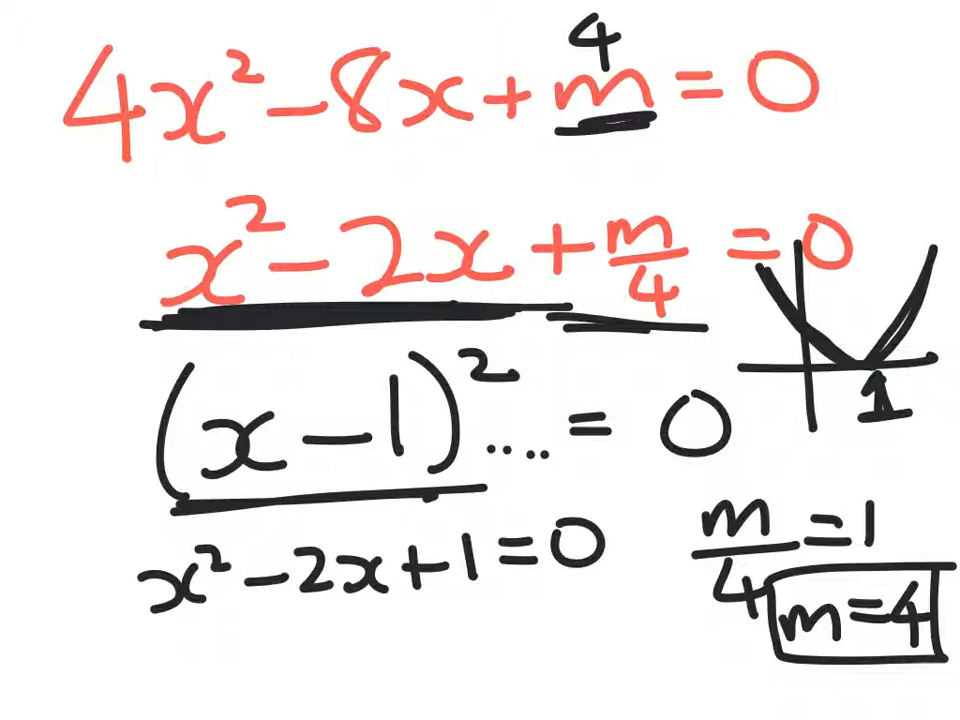 4
4x² - 8x + m = 0
x² - 2x + m/4 = 0
(x - 1)² .... = 0
1
x² - 2x + 1 = 0
m/4 = 1
m = 4